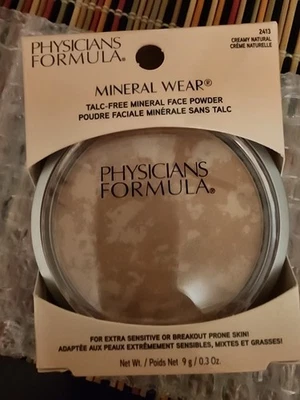 2413
CREAMY NATURAL
CRÈME NATURELLE
PHYSICIANS
FORMULA®
MINERAL WEAR®
TALC-FREE MINERAL FACE POWDER
POUDRE FACIALE MINÉRALE SANS TALC
PHYSICIANS
FORMULA®
FOR EXTRA SENSITIVE OR BREAKOUT PRONE SKIN!
ADAPTÉE AUX PEAUX EXTRÊMEMENT SENSIBLES, MIXTES ET GRASSES!
Net Wt. / Poids Net 9 g / 0.3 Oz.